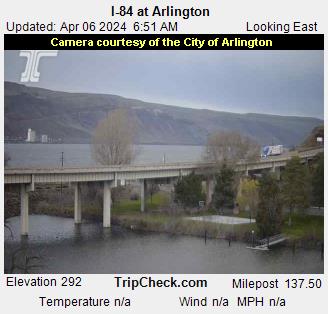 I-84 at Arlington
Updated: Apr 06 2024 6:51 AM Looking East
Camera courtesy of the City of Arlington
Elevation 292 TripCheck.com Milepost 137.50
Temperature n/a Wind n/a MPH n/a